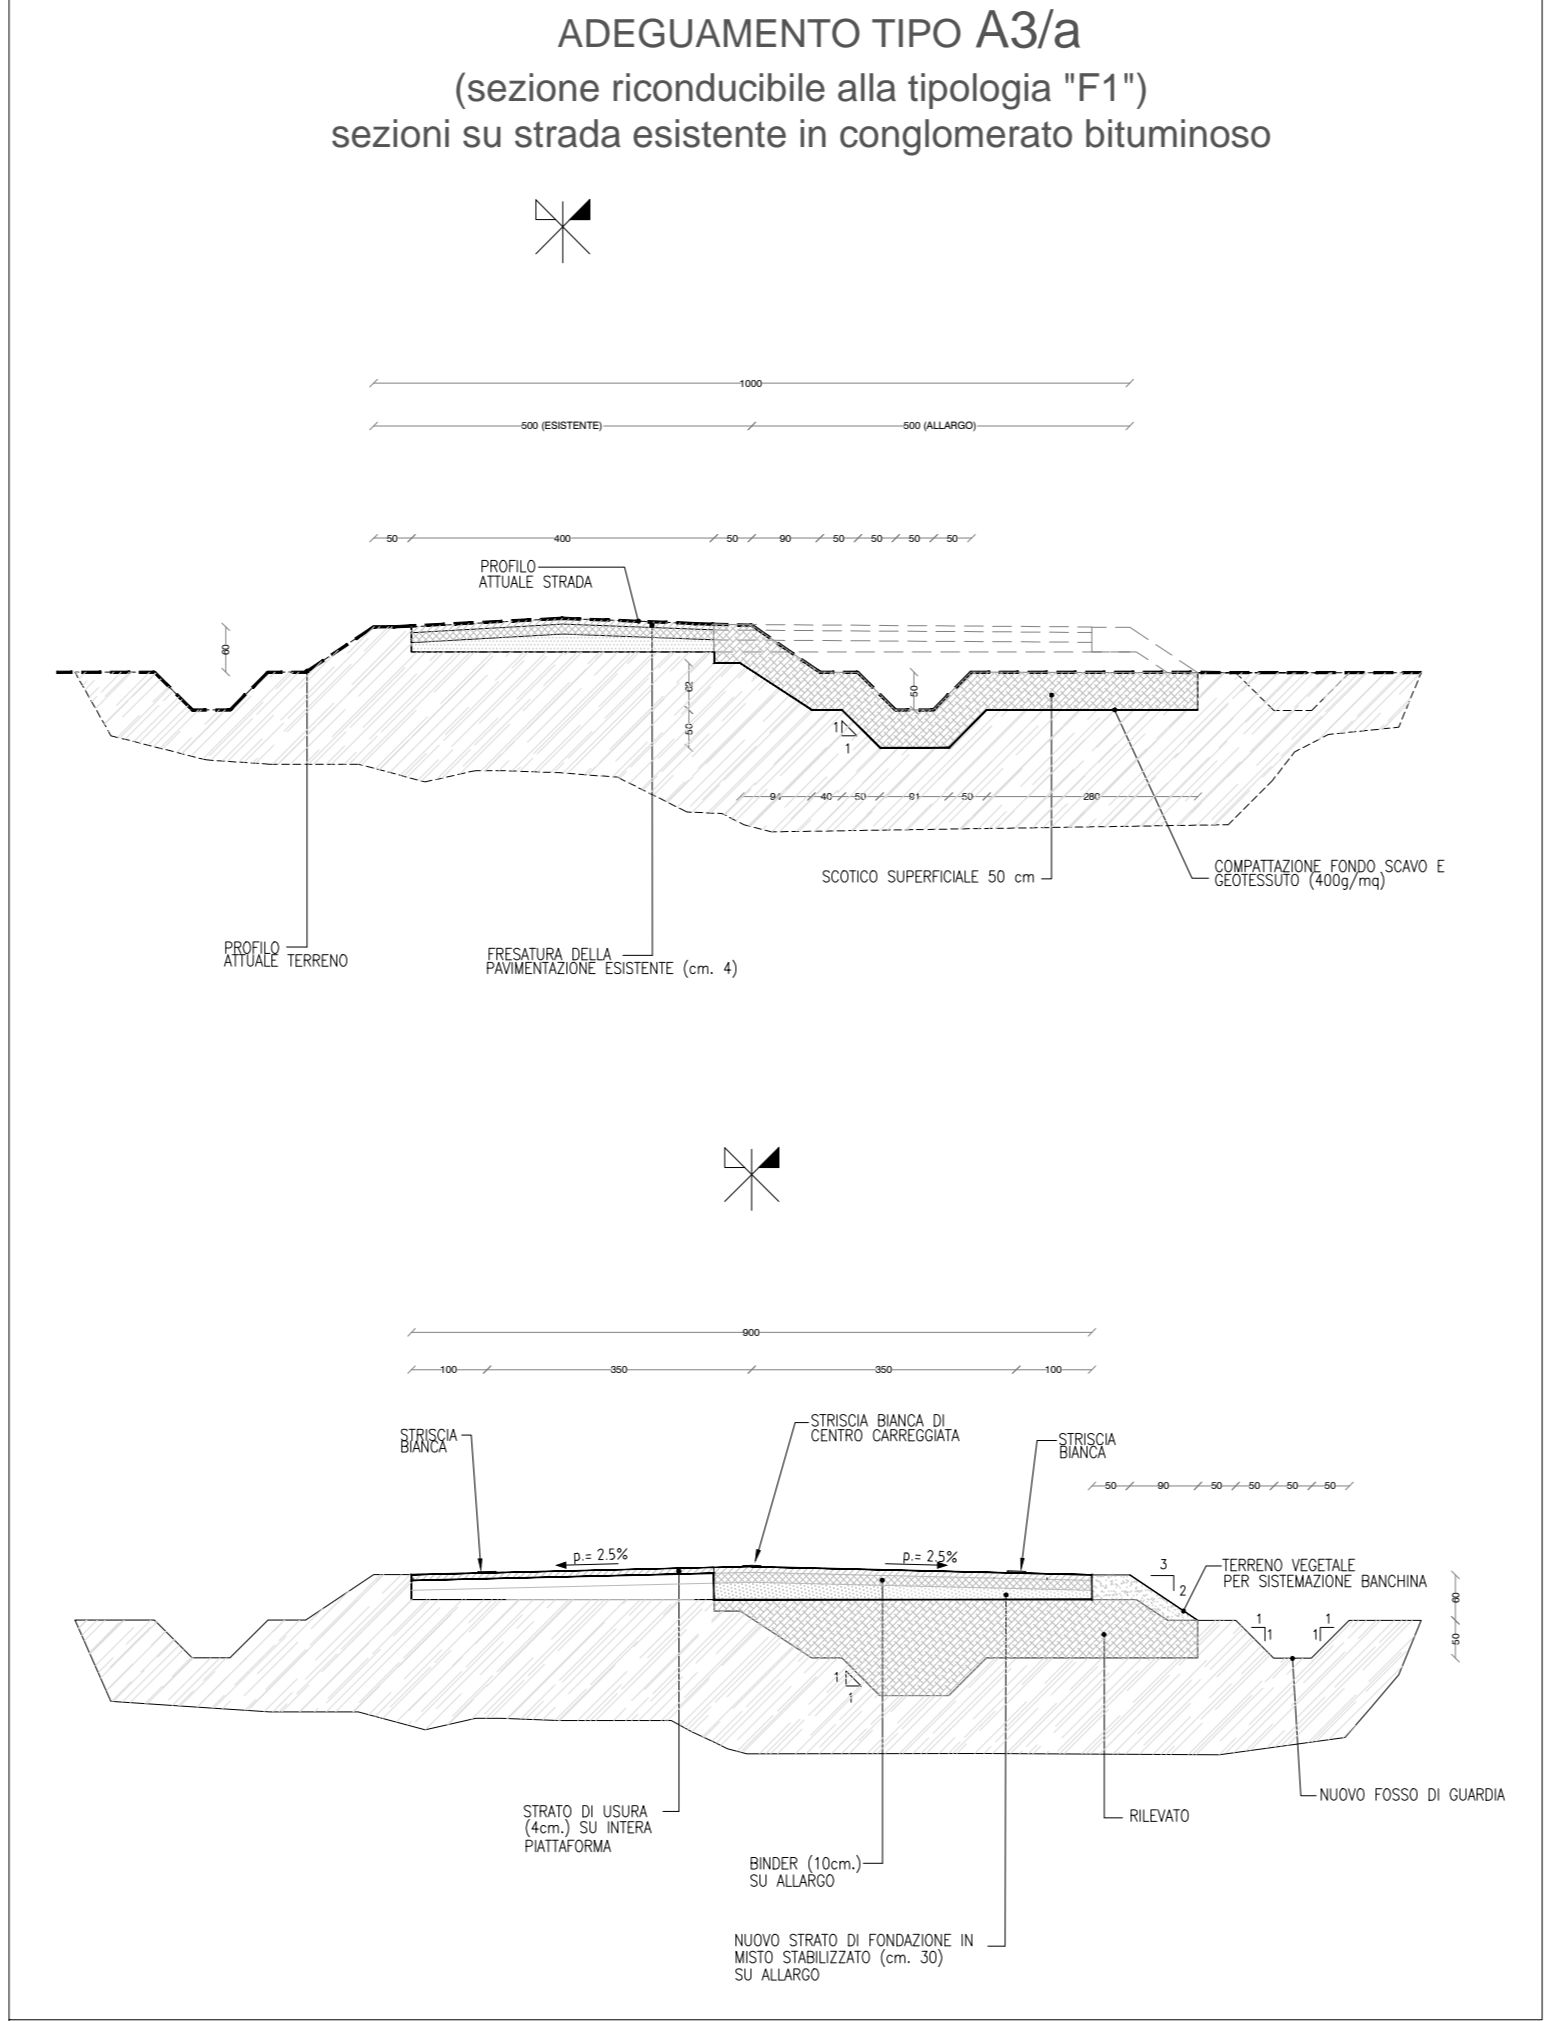 ADEGUAMENTO TIPO A3/a
(sezione riconducibile alla tipologia "F1")
sezioni su strada esistente in conglomerato bituminoso
1000
500 (ESISTENTE)
500 (ALLARGO)
50
400
50
90
50
50
50
50
PROFILO
ATTUALE STRADA
60
50
62
50
1
1
91
40
50
91
50
280
SCOTICO SUPERFICIALE 50 cm
COMPATTAZIONE FONDO SCAVO E
GEOTESSUTO (400g/mq)
PROFILO
ATTUALE TERRENO
FRESATURA DELLA
PAVIMENTAZIONE ESISTENTE (cm. 4)
900
100
350
350
100
STRISCIA
BIANCA
STRISCIA BIANCA DI
CENTRO CARREGGIATA
STRISCIA
BIANCA
50
90
50
50
50
50
p.= 2.5%
p.= 2.5%
3
2
TERRENO VEGETALE
PER SISTEMAZIONE BANCHINA
60
50
1
1
1
1
1
1
NUOVO FOSSO DI GUARDIA
STRATO DI USURA
(4cm.) SU INTERA
PIATTAFORMA
RILEVATO
BINDER (10cm.)
SU ALLARGO
NUOVO STRATO DI FONDAZIONE IN
MISTO STABILIZZATO (cm. 30)
SU ALLARGO